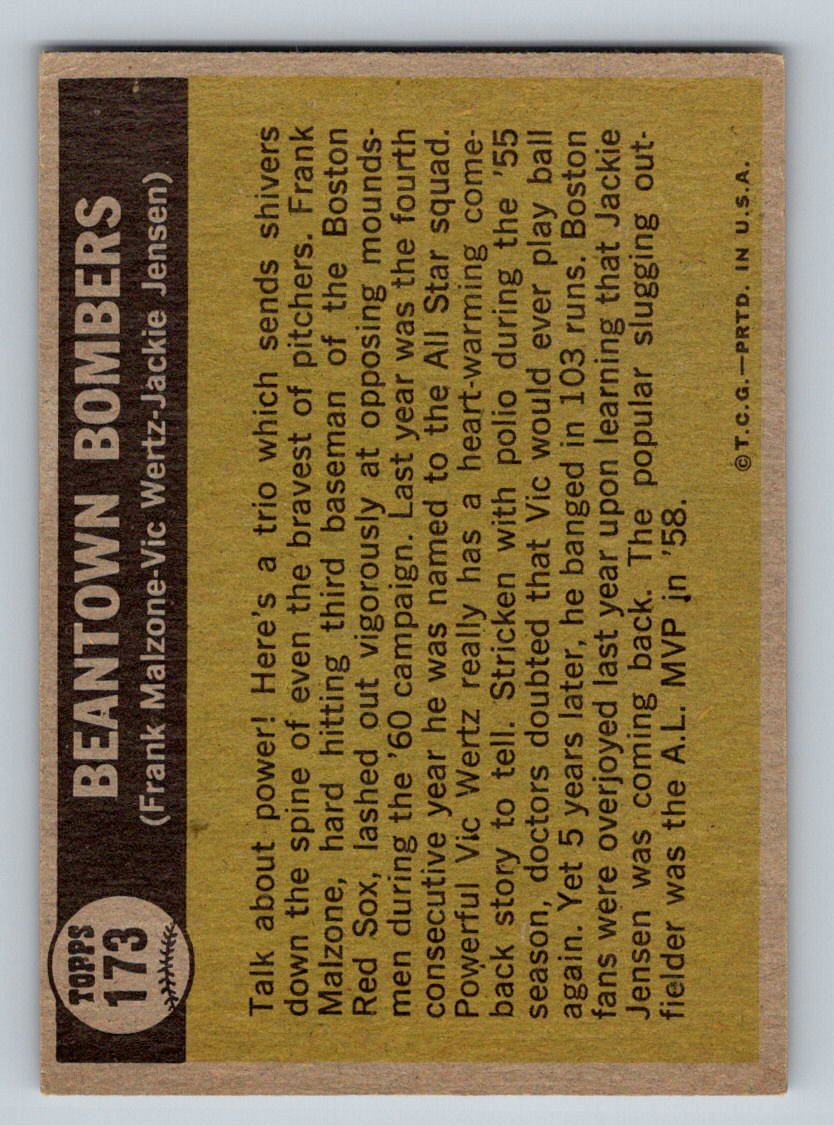 TOPPS
173
BEANTOWN BOMBERS
(Frank Malzone-Vic Wertz-Jackie Jensen)
Talk about power! Here's a trio which sends shivers
down the spine of even the bravest of pitchers. Frank
Malzone, hard hitting third baseman of the Boston
Red Sox, lashed out vigorously at opposing mounds-
men during the '60 campaign. Last year was the fourth
consecutive year he was named to the All Star squad.
Powerful Vic Wertz really has a heart-warming come-
back story to tell. Stricken with polio during the '55
season, doctors doubted that Vic would ever play ball
again. Yet 5 years later, he banged in 103 runs. Boston
fans were overjoyed last year upon learning that Jackie
Jensen was coming back. The popular slugging out-
fielder was the A.L. MVP in '58.
©T.C.G.—PRTD. IN U.S.A.